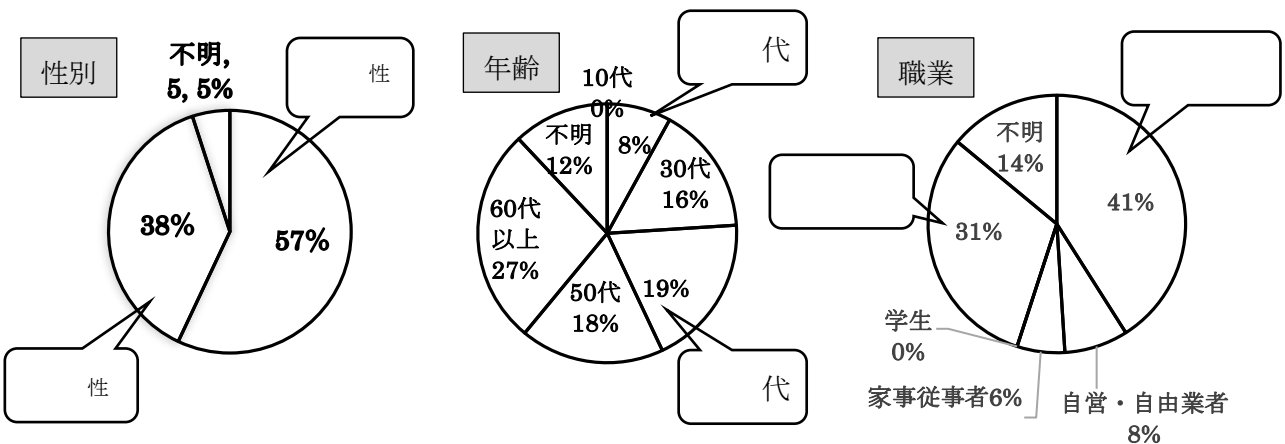 性別
不明,
5, 5%
性
38%
57%
性
年齢
10代
0%
代
8%
30代
16%
19%
代
50代
18%
60代
以上
27%
不明
12%
職業
不明
14%
41%
31%
学生
0%
家事従事者6%
自営・自由業者
8%